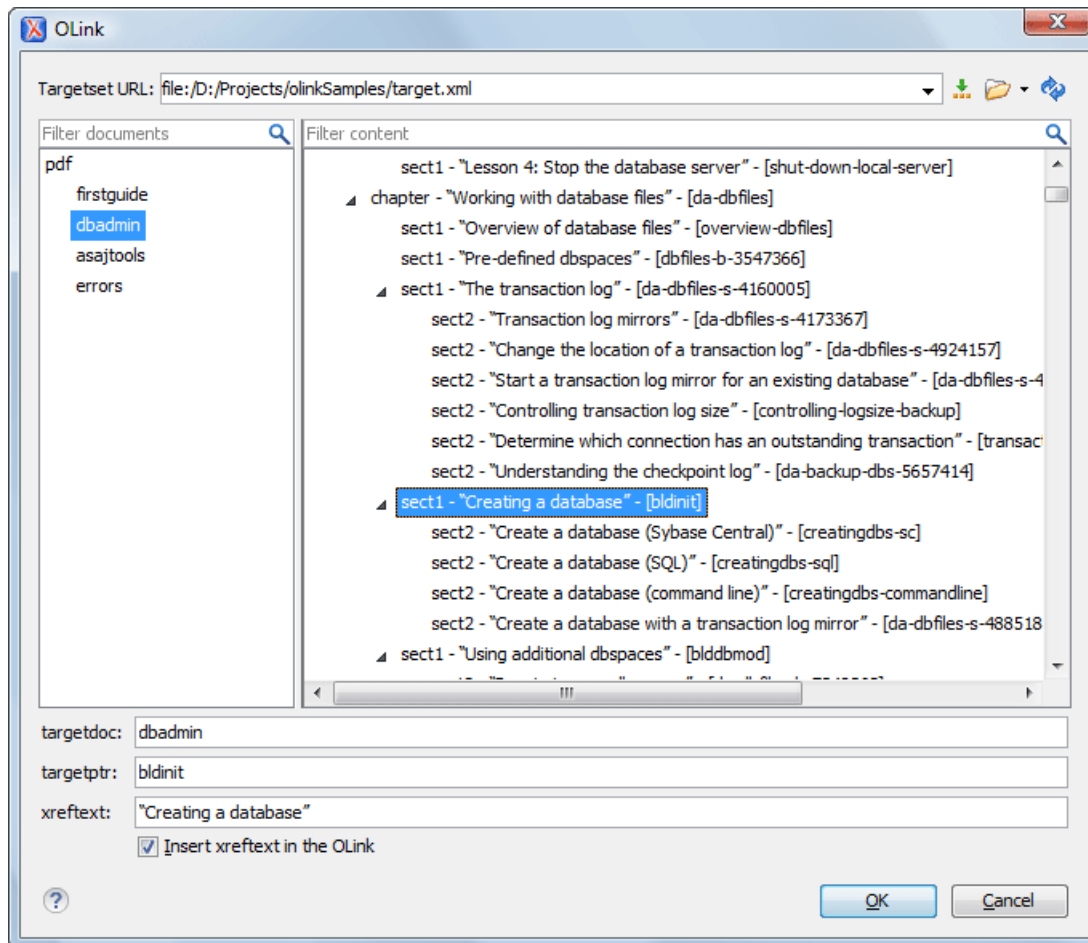 OLink
Targetset URL: file:/D:/Projects/olinkSamples/target.xml
Filter documents
pdf
firstguide
dbadmin
asajtools
errors
Filter content
sect1 - “Lesson 4: Stop the database server” - [shut-down-local-server]
chapter - “Working with database files” - [da-dbfiles]
sect1 - “Overview of database files” - [overview-dbfiles]
sect1 - “Pre-defined dbspaces” - [dbfiles-b-3547366]
sect1 - “The transaction log” - [da-dbfiles-s-4160005]
sect2 - “Transaction log mirrors” - [da-dbfiles-s-4173367]
sect2 - “Change the location of a transaction log” - [da-dbfiles-s-4924157]
sect2 - “Start a transaction log mirror for an existing database” - [da-dbfiles-s-4
sect2 - “Controlling transaction log size” - [controlling-logsize-backup]
sect2 - “Determine which connection has an outstanding transaction” - [transact
sect2 - “Understanding the checkpoint log” - [da-backup-dbs-5657414]
sect1 - “Creating a database” - [bldinit]
sect2 - “Create a database (Sybase Central)” - [creatingdbs-sc]
sect2 - “Create a database (SQL)” - [creatingdbs-sql]
sect2 - “Create a database (command line)” - [creatingdbs-commandline]
sect2 - “Create a database with a transaction log mirror” - [da-dbfiles-s-488518
sect1 - “Using additional dbspaces” - [blddbmod]
targetdoc: dbadmin
targetptr: bldinit
xreftext: “Creating a database”
Insert xreftext in the OLink
OK
Cancel